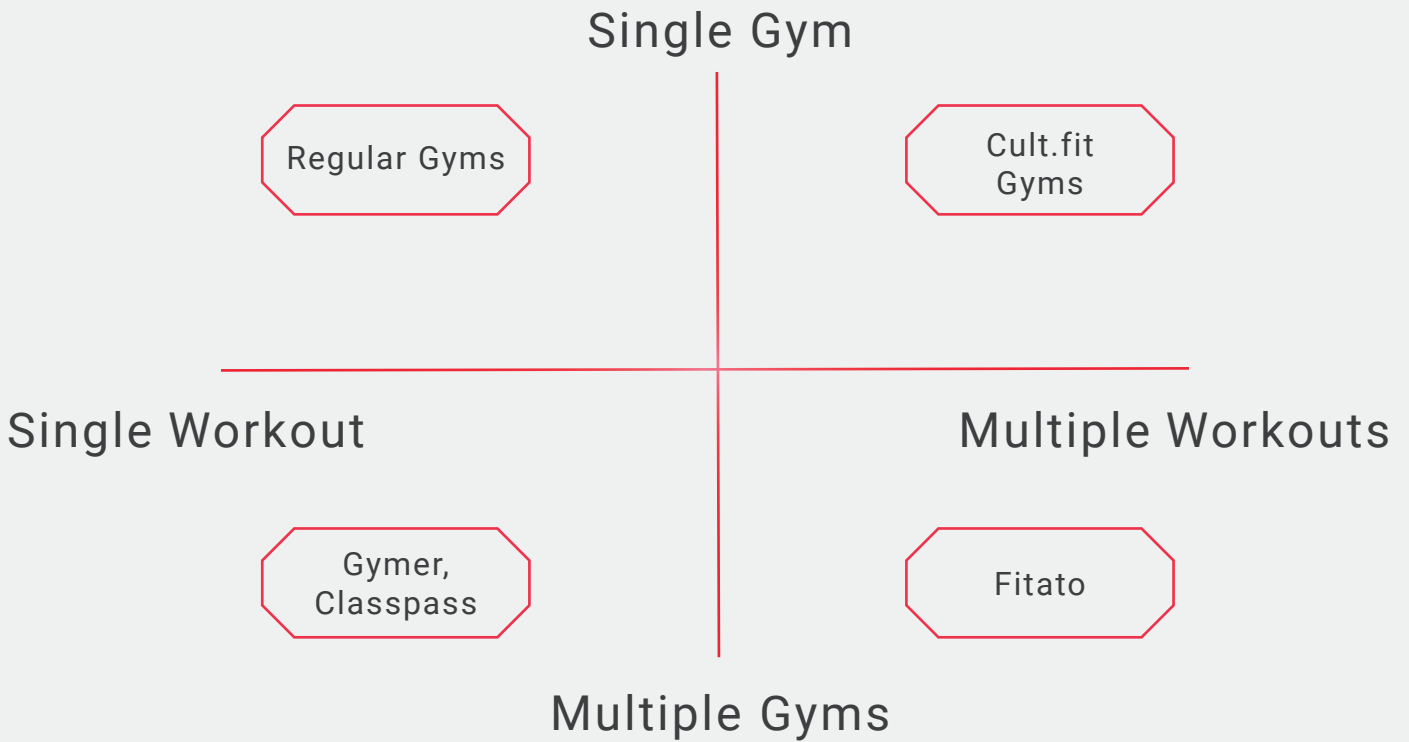 Single Gym
Regular Gyms
Cult.fit
Gyms
Single Workout
Multiple Workouts
Gymer,
Classpass
Fitato
Multiple Gyms